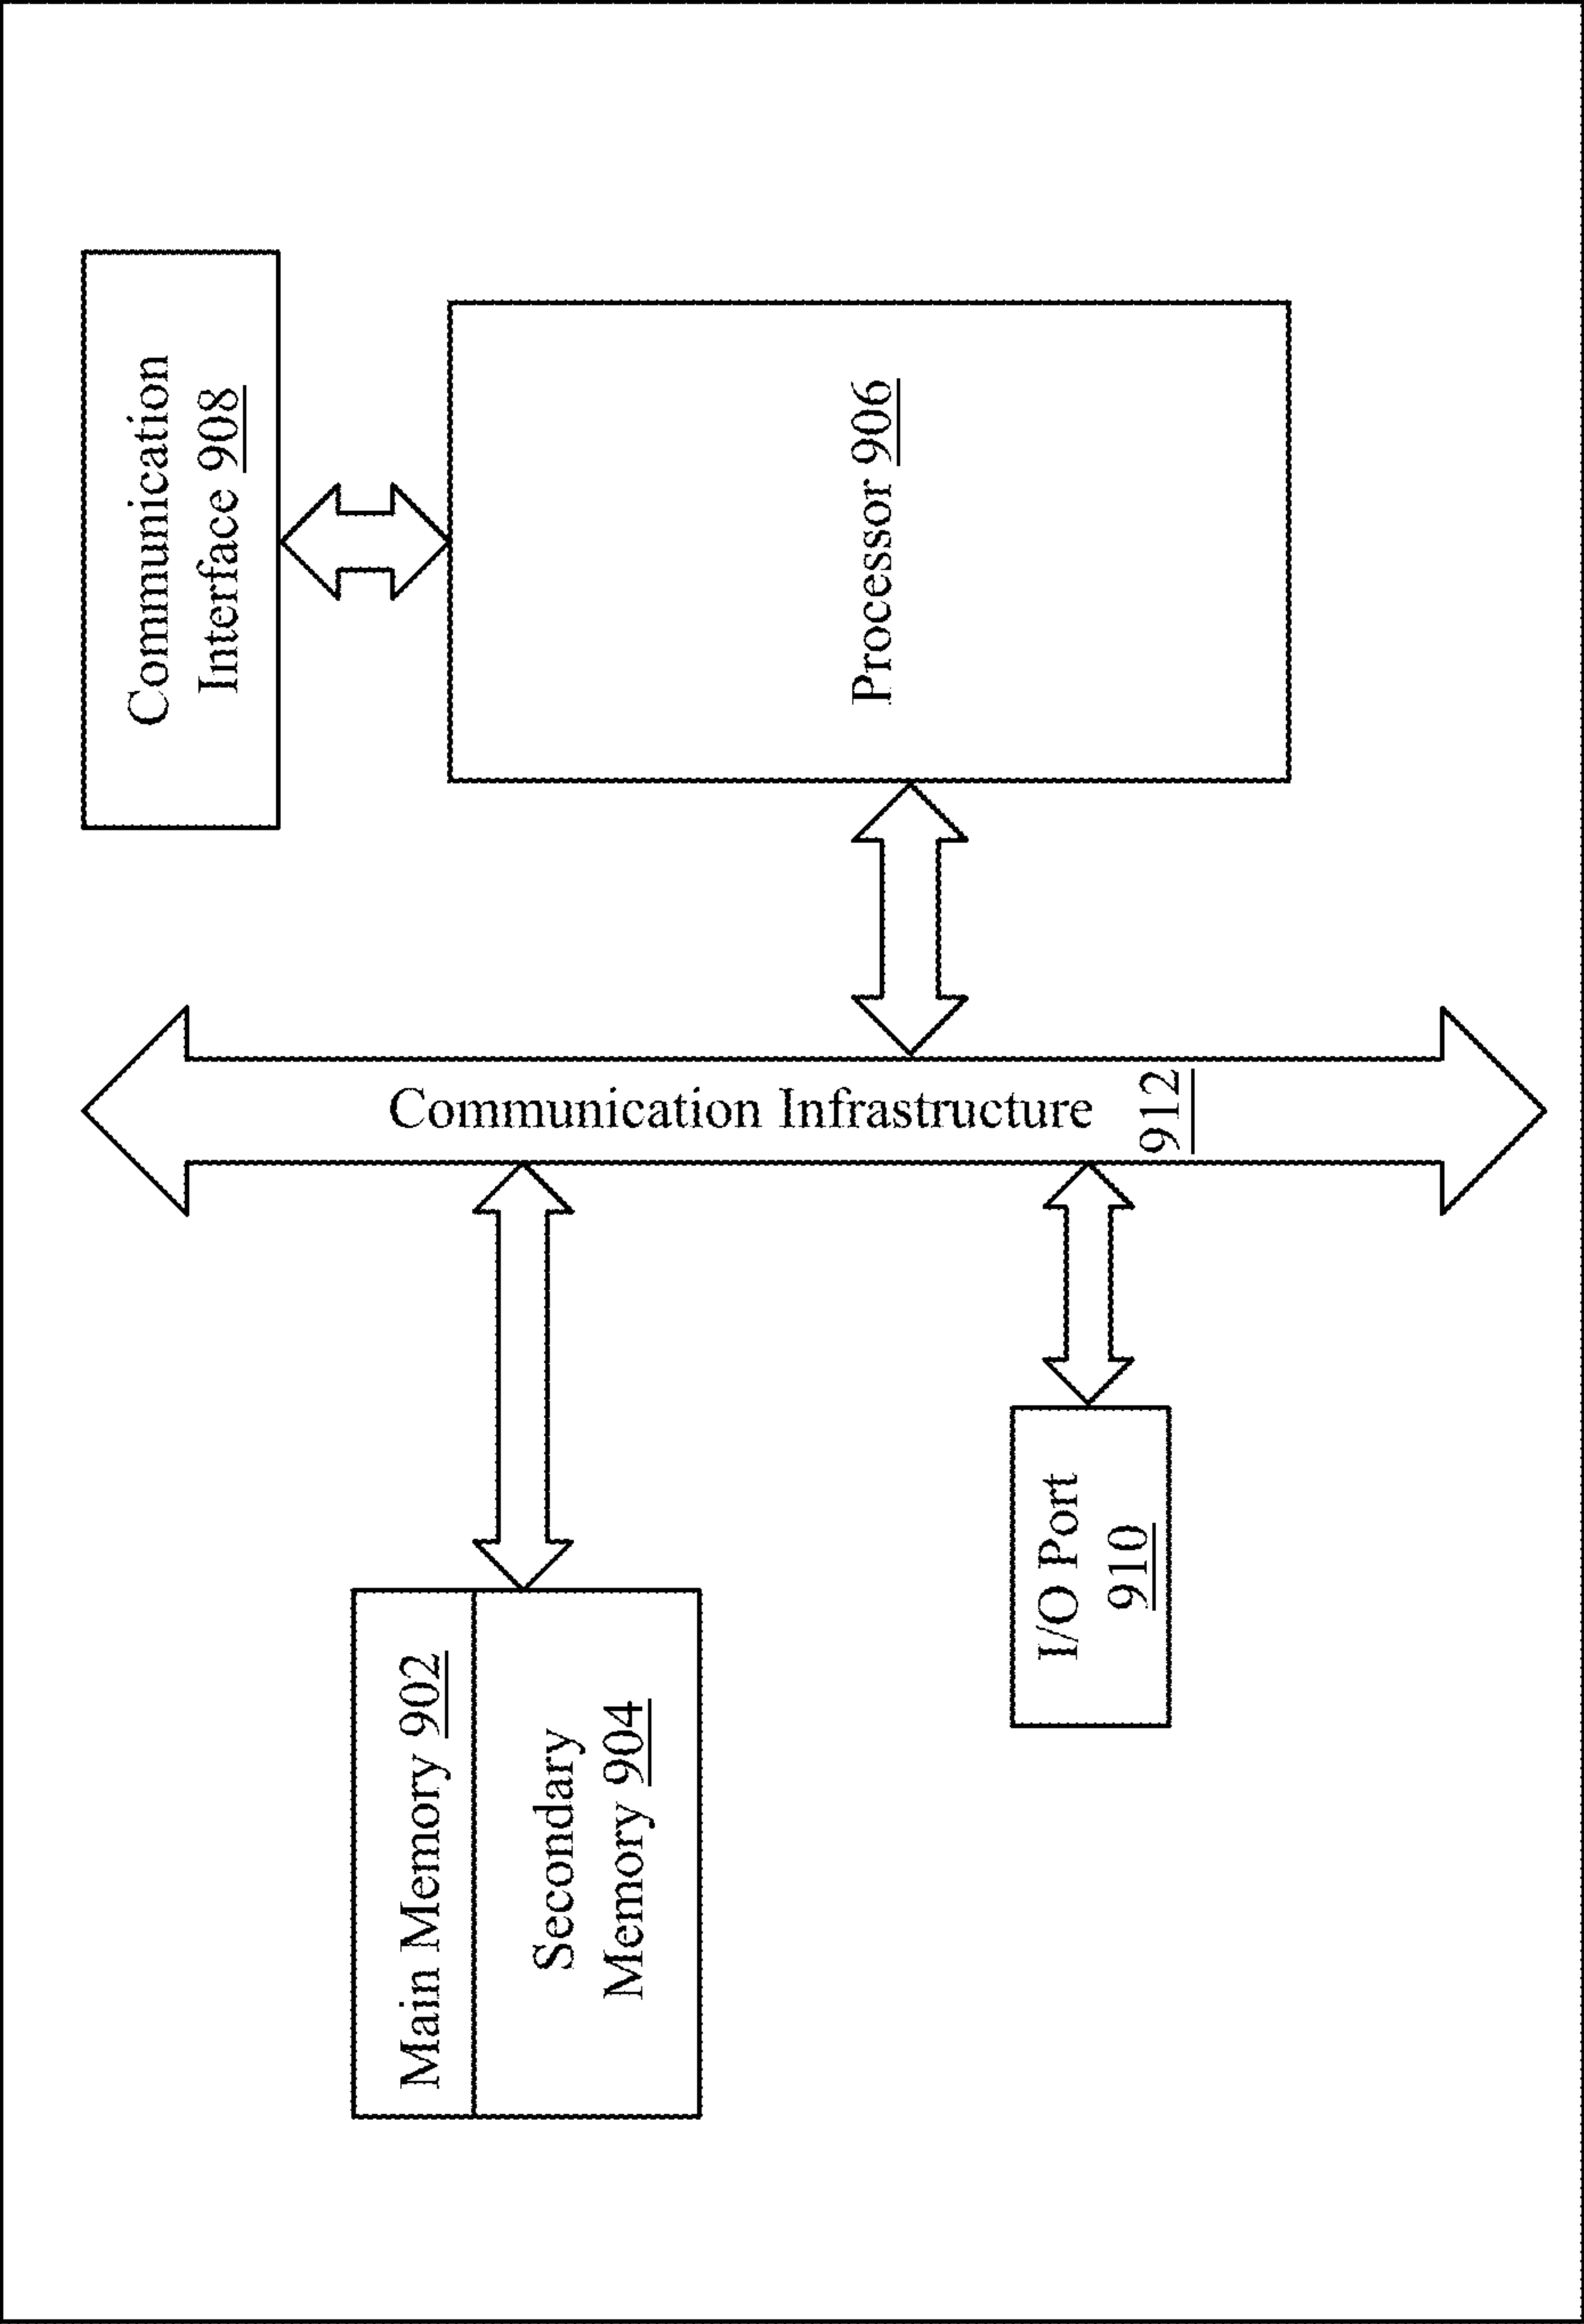 Main Memory 902
Secondary
Memory 904
I/O Port
910
Communication Infrastructure
912
Communication
Interface 908
Processor 906